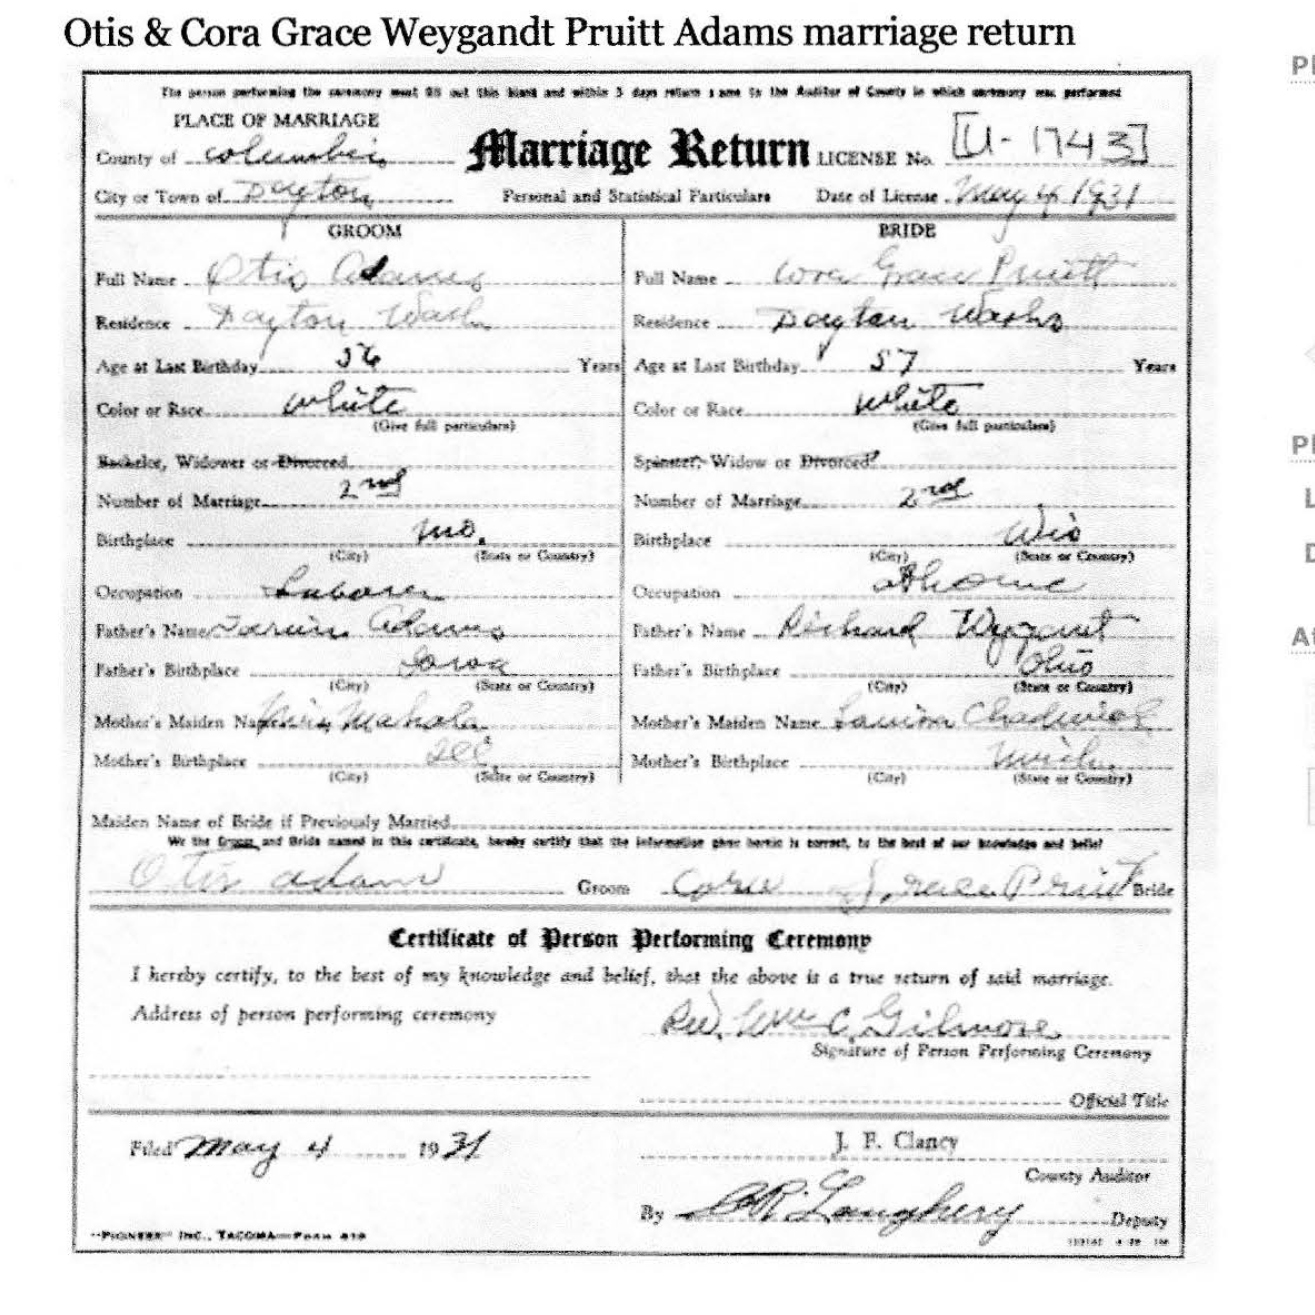 Otis & Cora Grace Weygandt Pruitt Adams marriage return
The person performing the ceremony must fill out this blank and within 3 days return same to the Auditor of County in which ceremony was performed
PLACE OF MARRIAGE
County of Columbia
Marriage Return
LICENSE No. [U-1743]
City or Town of Dayton
Personal and Statistical Particulars
Date of License May 4, 1931
GROOM
BRIDE
Full Name Otis Adams
Full Name Cora Grace Pruitt
Residence Dayton Wash
Residence Dayton Washn
Age at Last Birthday 56 Years
Age at Last Birthday 57 Years
Color or Race white
Color or Race white
(Give full particulars)
(Give full particulars)
Bachelor, Widower or Divorced
Spinster, Widow or Divorced
Number of Marriage 2nd
Number of Marriage 2nd
Birthplace Mo.
Birthplace Wis
(City) (State or Country)
(City) (State or Country)
Occupation Laborer
Occupation at home
Father's Name Adams
Father's Name Richard Wygant
Father's Birthplace Iowa
Father's Birthplace Ohio
(City) (State or Country)
(City) (State or Country)
Mother's Maiden Name Mahala
Mother's Maiden Name Lavina Chadwick
Mother's Birthplace Ill
Mother's Birthplace Mich.
(City) (State or Country)
(City) (State or Country)
Maiden Name of Bride if Previously Married
We the Groom and Bride named in this certificate, hereby certify that the information given herein is correct, to the best of our knowledge and belief
Otis Adams Groom Cora Grace Pruitt Bride
Certificate of Person Performing Ceremony
I hereby certify, to the best of my knowledge and belief, that the above is a true return of said marriage.
Address of person performing ceremony
Rev. Wm C. Gilmore
Signature of Person Performing Ceremony
Official Title
Filed May 4 1931
J. F. Clancy
County Auditor
By Laughery Deputy
"PIONEER" INC., TACOMA—FORM